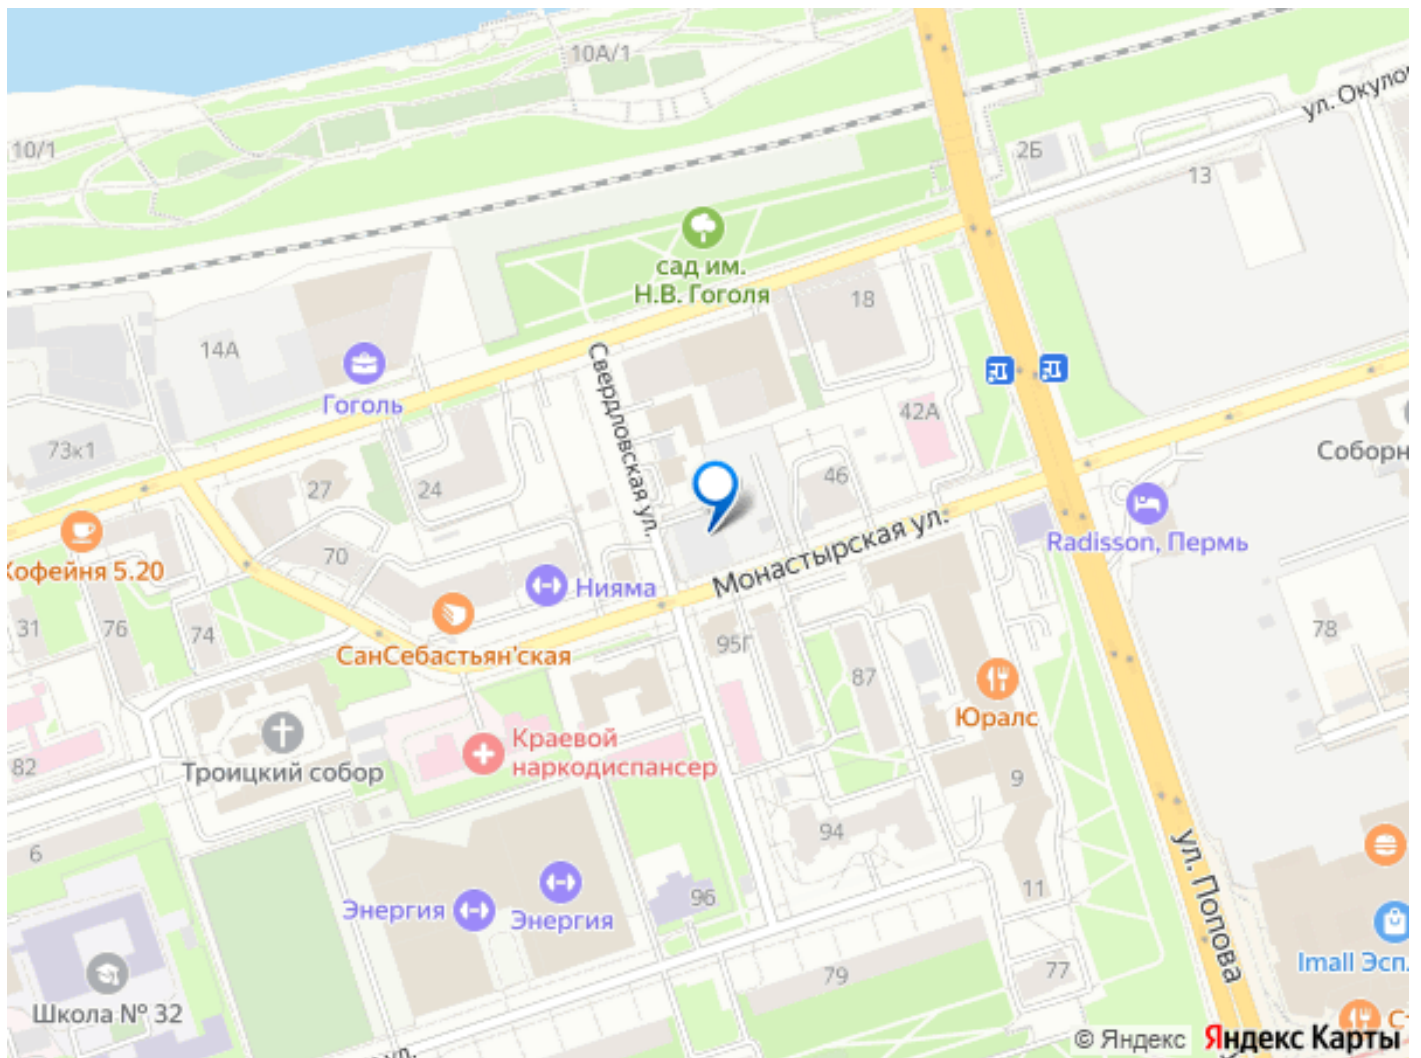 10А/1
10/1
2Б
13
ул. Окулов
сад им.
Н.В. Гоголя
18
14А
Гоголь
Свердловская ул.
42А
73к1
Соборн
27
24
46
Монастырская ул.
Radisson, Пермь
Кофейня 5.20
70
Нияма
31
76
74
СанСебастьян'ская
95Г
87
78
Юралс
Краевой
наркодиспансер
Троицкий собор
82
9
94
6
ул. Попова
11
96
Энергия
Энергия
Imall Эсп.
79
77
Школа № 32
Ст
ул.
© Яндекс
Яндекс Карты